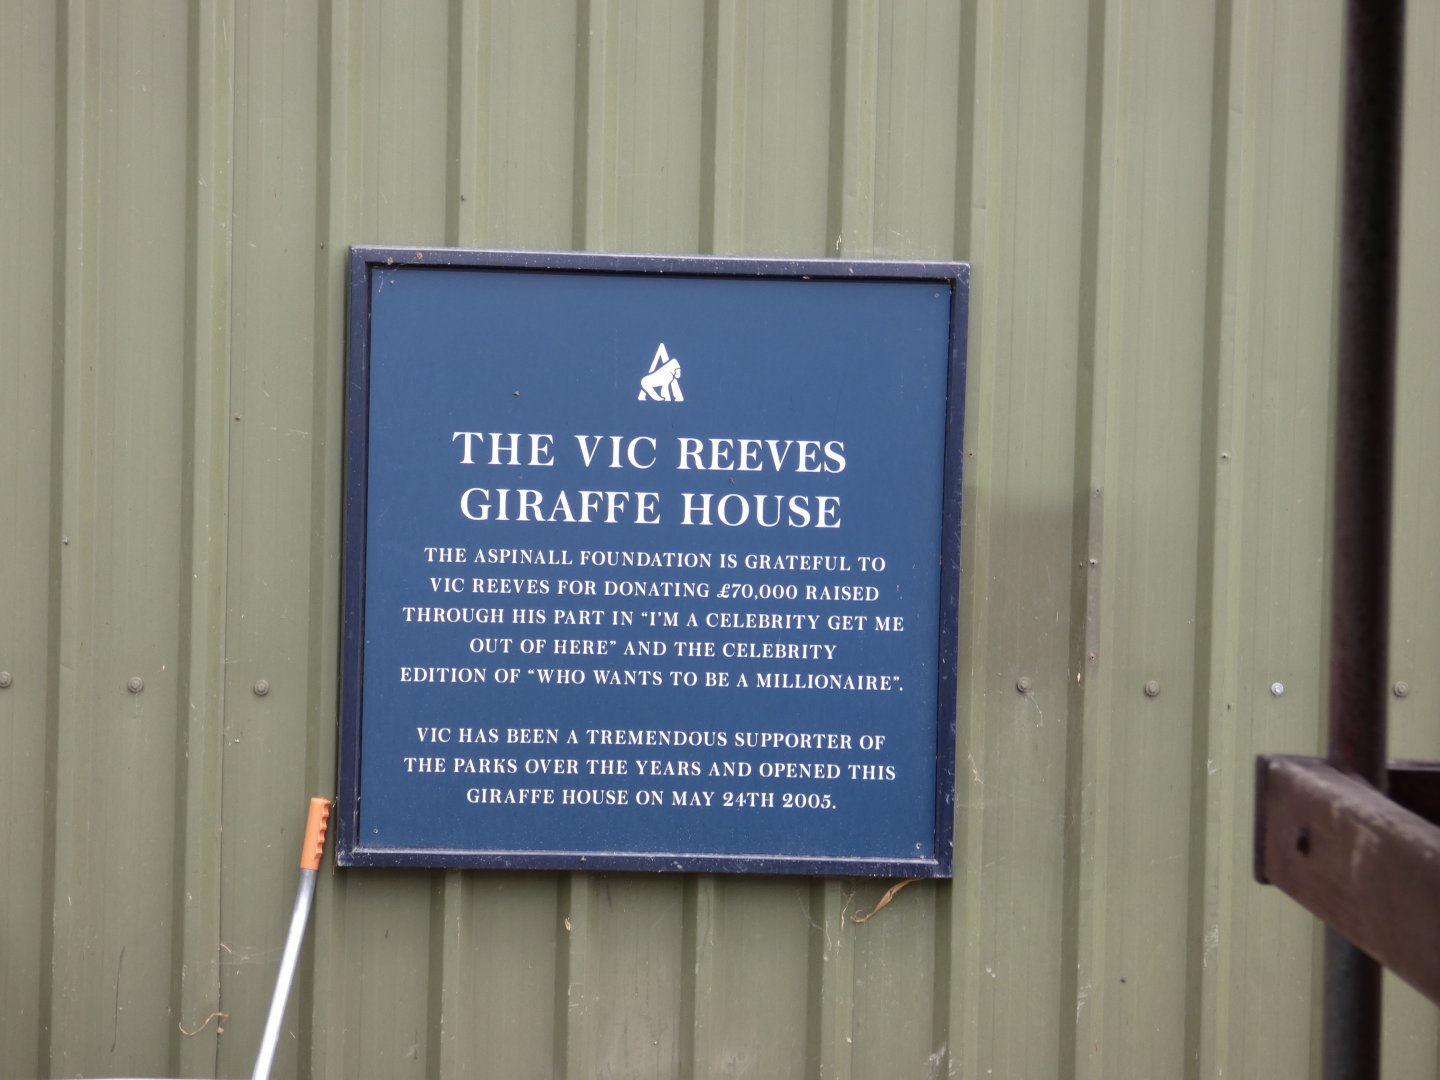 THE VIC REEVES
GIRAFFE HOUSE
THE ASPINALL FOUNDATION IS GRATEFUL TO
VIC REEVES FOR DONATING £70,000 RAISED
THROUGH HIS PART IN "I'M A CELEBRITY GET ME
OUT OF HERE" AND THE CELEBRITY
EDITION OF "WHO WANTS TO BE A MILLIONAIRE".
VIC HAS BEEN A TREMENDOUS SUPPORTER OF
THE PARKS OVER THE YEARS AND OPENED THIS
GIRAFFE HOUSE ON MAY 24TH 2005.